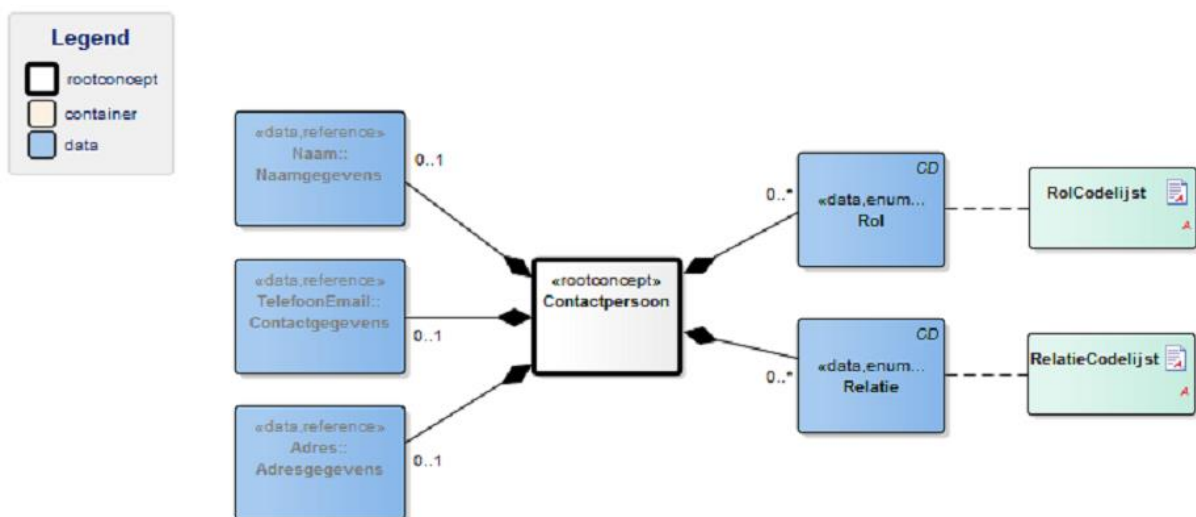 Legend
rootconcept
container
data
«data,reference»
Naam::
Naamgegevens
0..1
«data,reference»
TelefoonEmail::
Contactgegevens
0..1
«data,reference»
Adres::
Adresgegevens
0..1
«rootconcept»
Contactpersoon
CD
«data,enum...
Rol
0..*
CD
«data,enum...
Relatie
0..*
RolCodelijst
A
RelatieCodelijst
A